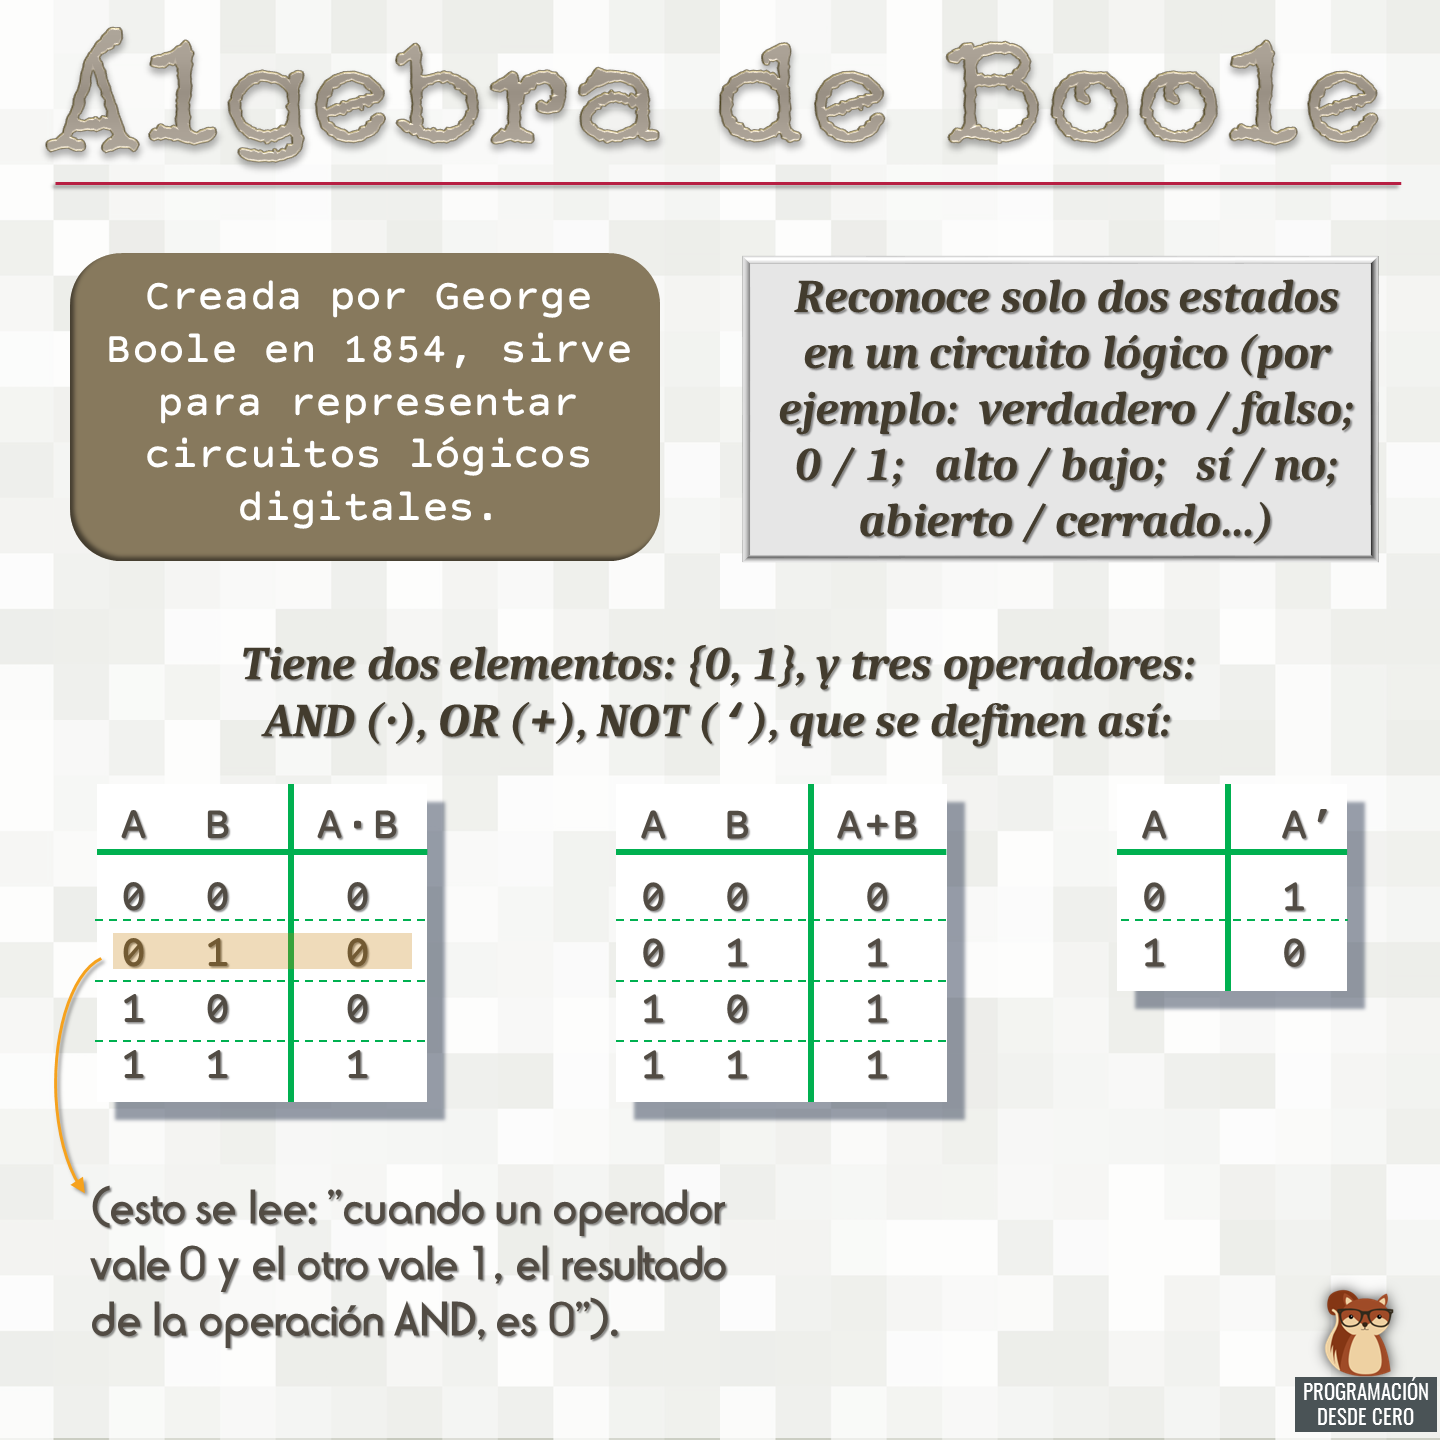 Álgebra de Boole
Creada por George
Boole en 1854, sirve
para representar
circuitos lógicos
digitales.
Reconoce solo dos estados
en un circuito lógico (por
ejemplo: verdadero / falso;
0 / 1; alto / bajo; sí / no;
abierto / cerrado...)
Tiene dos elementos: {0, 1}, y tres operadores:
AND (·), OR (+), NOT ( ‘ ), que se definen así:
A B A·B
0 0 0
0 1 0
1 0 0
1 1 1
A B A+B
0 0 0
0 1 1
1 0 1
1 1 1
A A’
0 1
1 0
(esto se lee: ”cuando un operador
vale 0 y el otro vale 1, el resultado
de la operación AND, es 0”).
PROGRAMACIÓN
DESDE CERO